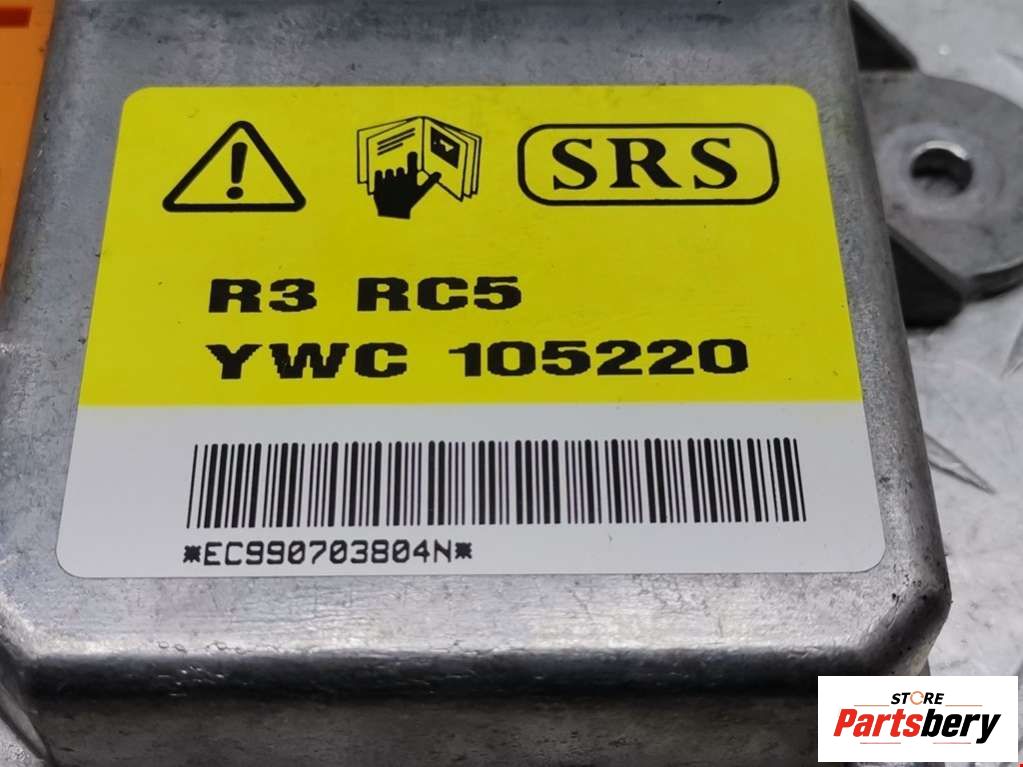 SRS
R3 RC5
YWC 105220
*EC990703804N*
STORE
Partsbery